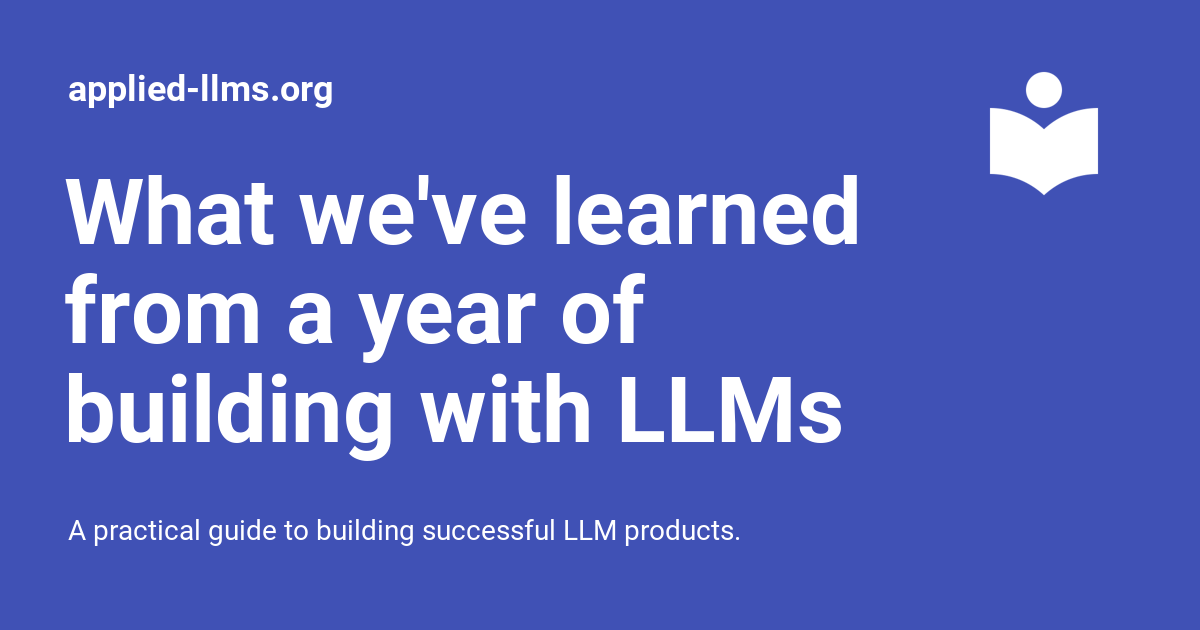 applied-llms.org
What we've learned
from a year of
building with LLMs
A practical guide to building successful LLM products.